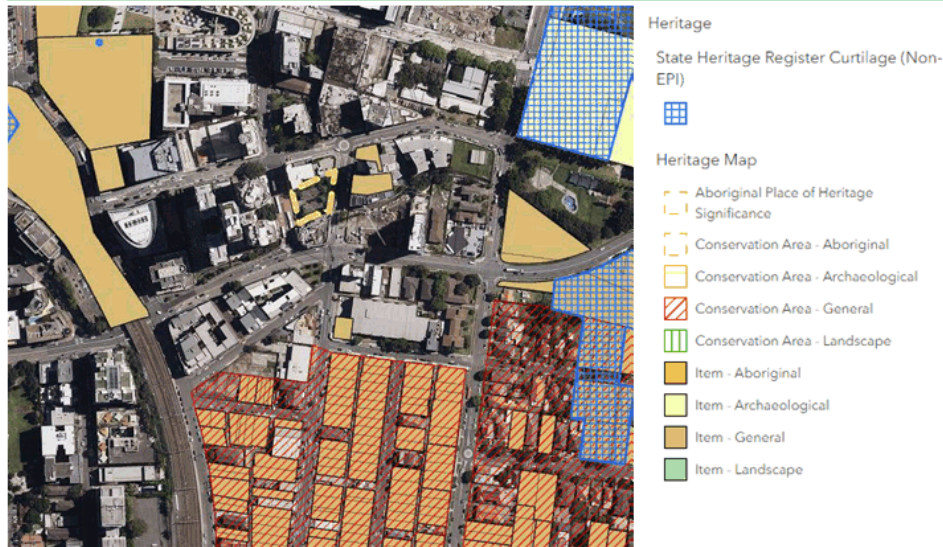 Heritage
State Heritage Register Curtilage (Non-
EPI)
Heritage Map
Aboriginal Place of Heritage
Significance
Conservation Area - Aboriginal
Conservation Area - Archaeological
Conservation Area - General
Conservation Area - Landscape
Item - Aboriginal
Item - Archaeological
Item - General
Item - Landscape